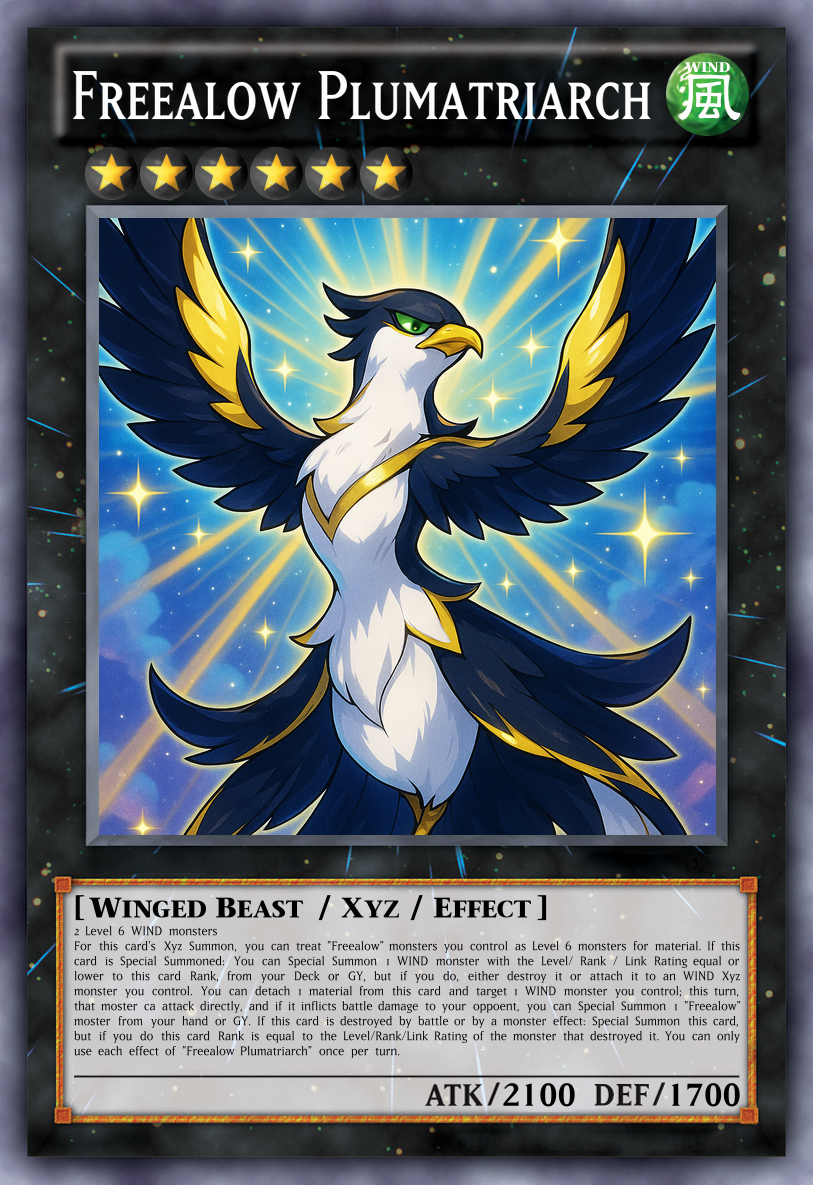 Freealow Plumatriarch
WIND
風
[ Winged Beast / Xyz / Effect ]
2 Level 6 WIND monsters
For this card's Xyz Summon, you can treat "Freealow" monsters you control as Level 6 monsters for material. If this
card is Special Summoned: You can Special Summon 1 WIND monster with the Level/ Rank / Link Rating equal or
lower to this card Rank, from your Deck or GY, but if you do, either destroy it or attach it to an WIND Xyz
monster you control. You can detach 1 material from this card and target 1 WIND monster you control; this turn,
that moster ca attack directly, and if it inflicts battle damage to your oppoent, you can Special Summon 1 "Freealow"
moster from your hand or GY. If this card is destroyed by battle or by a monster effect: Special Summon this card,
but if you do this card Rank is equal to the Level/Rank/Link Rating of the monster that destroyed it. You can only
use each effect of "Freealow Plumatriarch" once per turn.
ATK/2100 DEF/1700